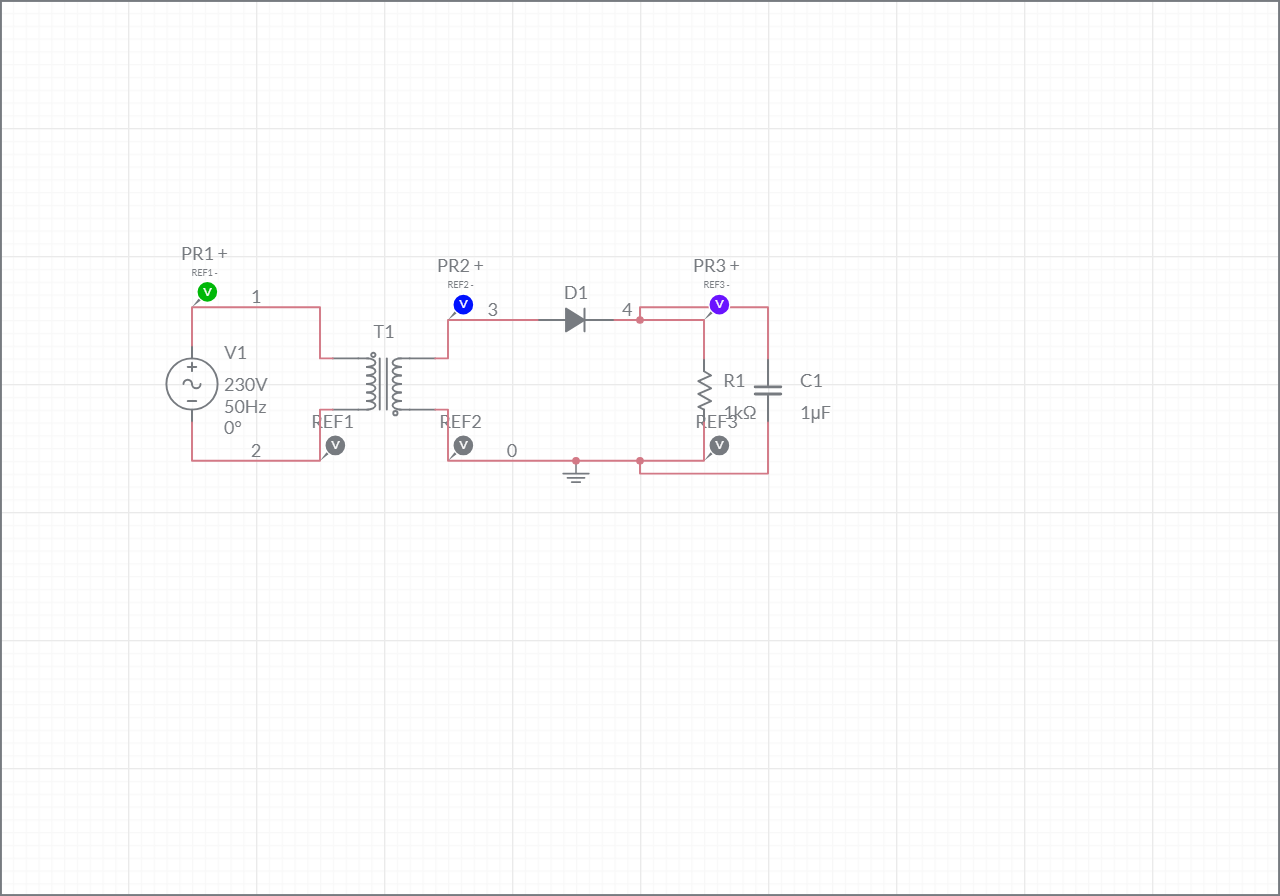 PR1 +
REF1 -
V
1
PR2 +
REF2 -
V
3
D1
4
PR3 +
REF3 -
V
T1
V1
230V
50Hz
0°
R1
1kΩ
C1
1µF
REF1
V
REF2
V
REF3
V
2
0